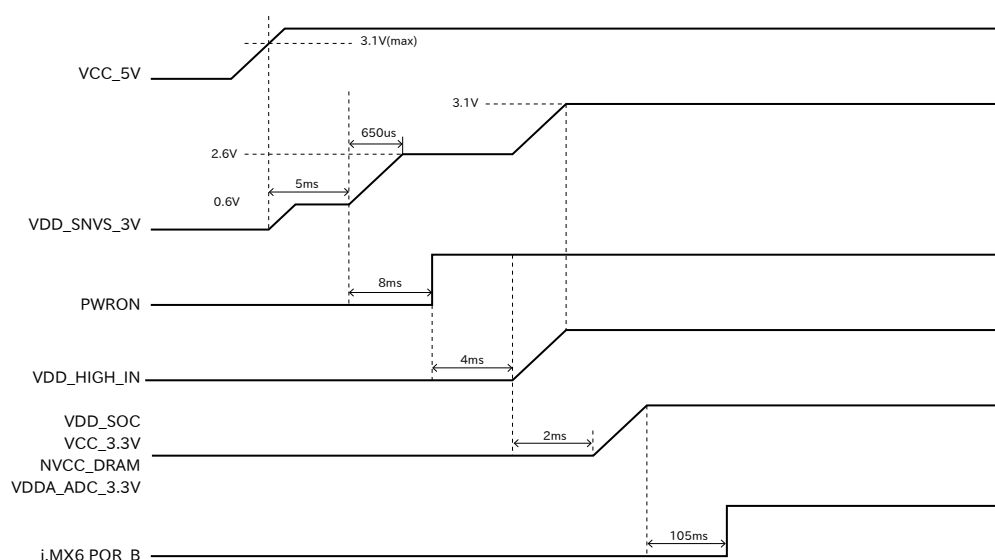 3.1V(max)
VCC_5V
3.1V
650us
2.6V
5ms
0.6V
VDD_SNVS_3V
8ms
PWRON
4ms
VDD_HIGH_IN
VDD_SOC
2ms
VCC_3.3V
NVCC_DRAM
VDDA_ADC_3.3V
105ms
i.MX6 POR_B